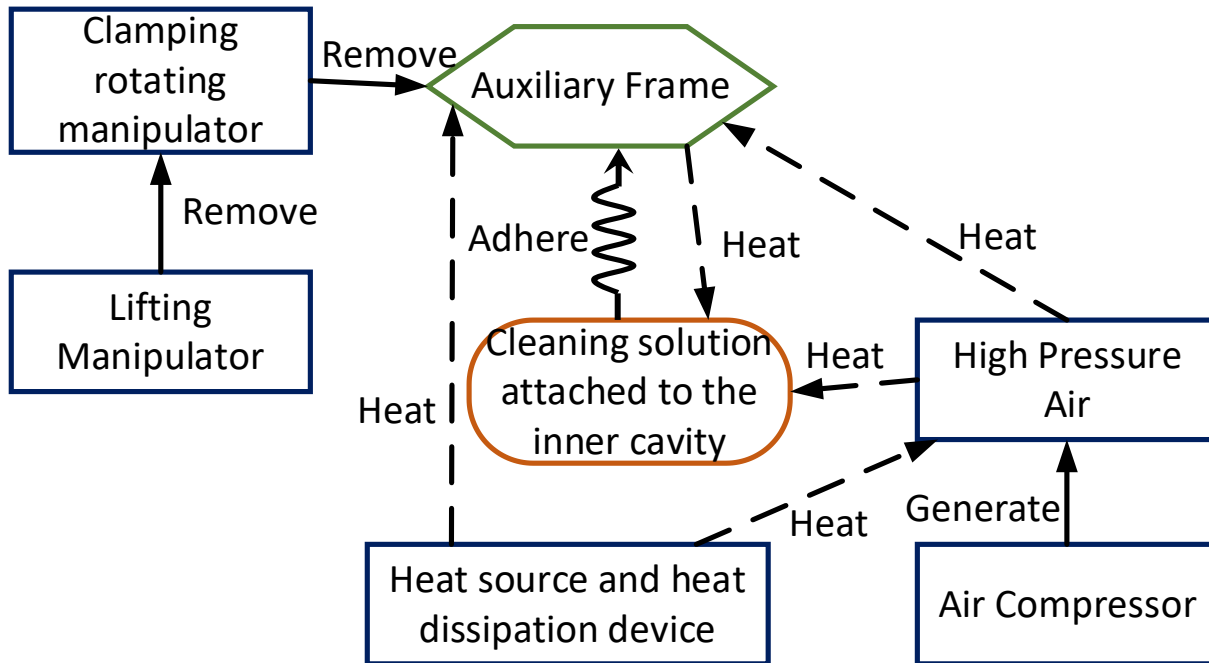 Clamping
rotating
manipulator
Remove
Auxiliary Frame
Remove
Adhere
Heat
Heat
Lifting
Manipulator
Cleaning solution
attached to the
inner cavity
Heat
High Pressure
Air
Heat
Heat
Generate
Heat source and heat
dissipation device
Air Compressor